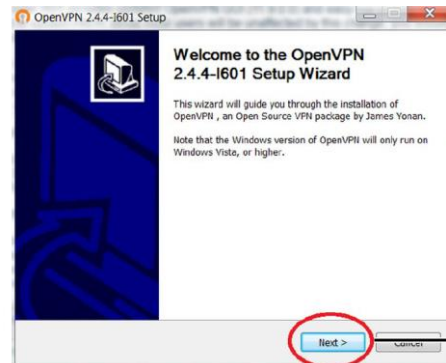 OpenVPN 2.4.4-I601 Setup
Welcome to the OpenVPN
2.4.4-I601 Setup Wizard
This wizard will guide you through the installation of
OpenVPN , an Open Source VPN package by James Yonan.
Note that the Windows version of OpenVPN will only run on
Windows Vista, or higher.
Next >
Cancel